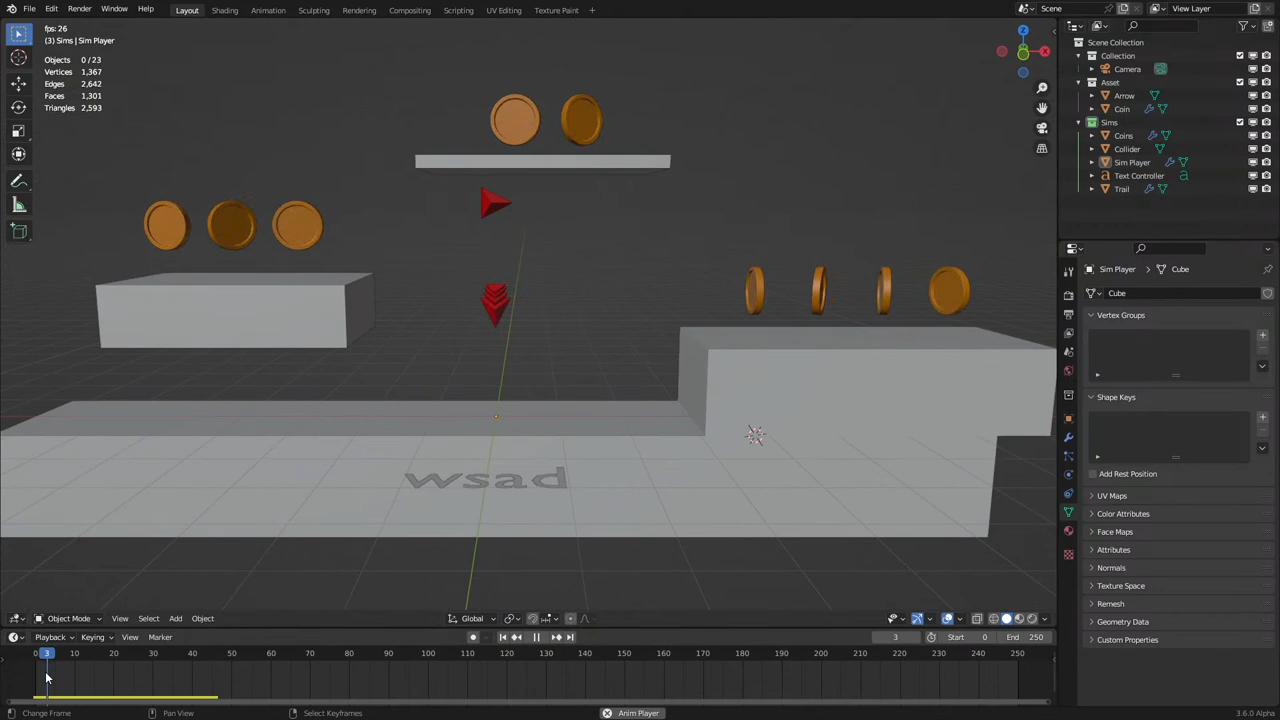 File Edit Render Window Help Layout Shading Animation Sculpting Rendering Compositing Scripting UV Editing Texture Paint + Scene View Layer
fps: 26
(3) Sims | Sim Player
Objects 0/23
Vertices 1,367
Edges 2,642
Faces 1,301
Triangles 2,593
Z
X
wsad
Scene Collection
Collection
Camera
Asset
Arrow
Coin
Sims
Coins
Collider
Sim Player
Text Controller
Trail
Sim Player > Cube
Cube
Vertex Groups
Shape Keys
Add Rest Position
UV Maps
Color Attributes
Face Maps
Attributes
Normals
Texture Space
Remesh
Geometry Data
Custom Properties
Object Mode View Select Add Object Global
Playback Keying View Marker 3 Start 0 End 250
0 3 10 20 30 40 50 60 70 80 90 100 110 120 130 140 150 160 170 180 190 200 210 220 230 240 250
Change Frame Pan View Select Keyframes Anim Player 3.6.0 Alpha